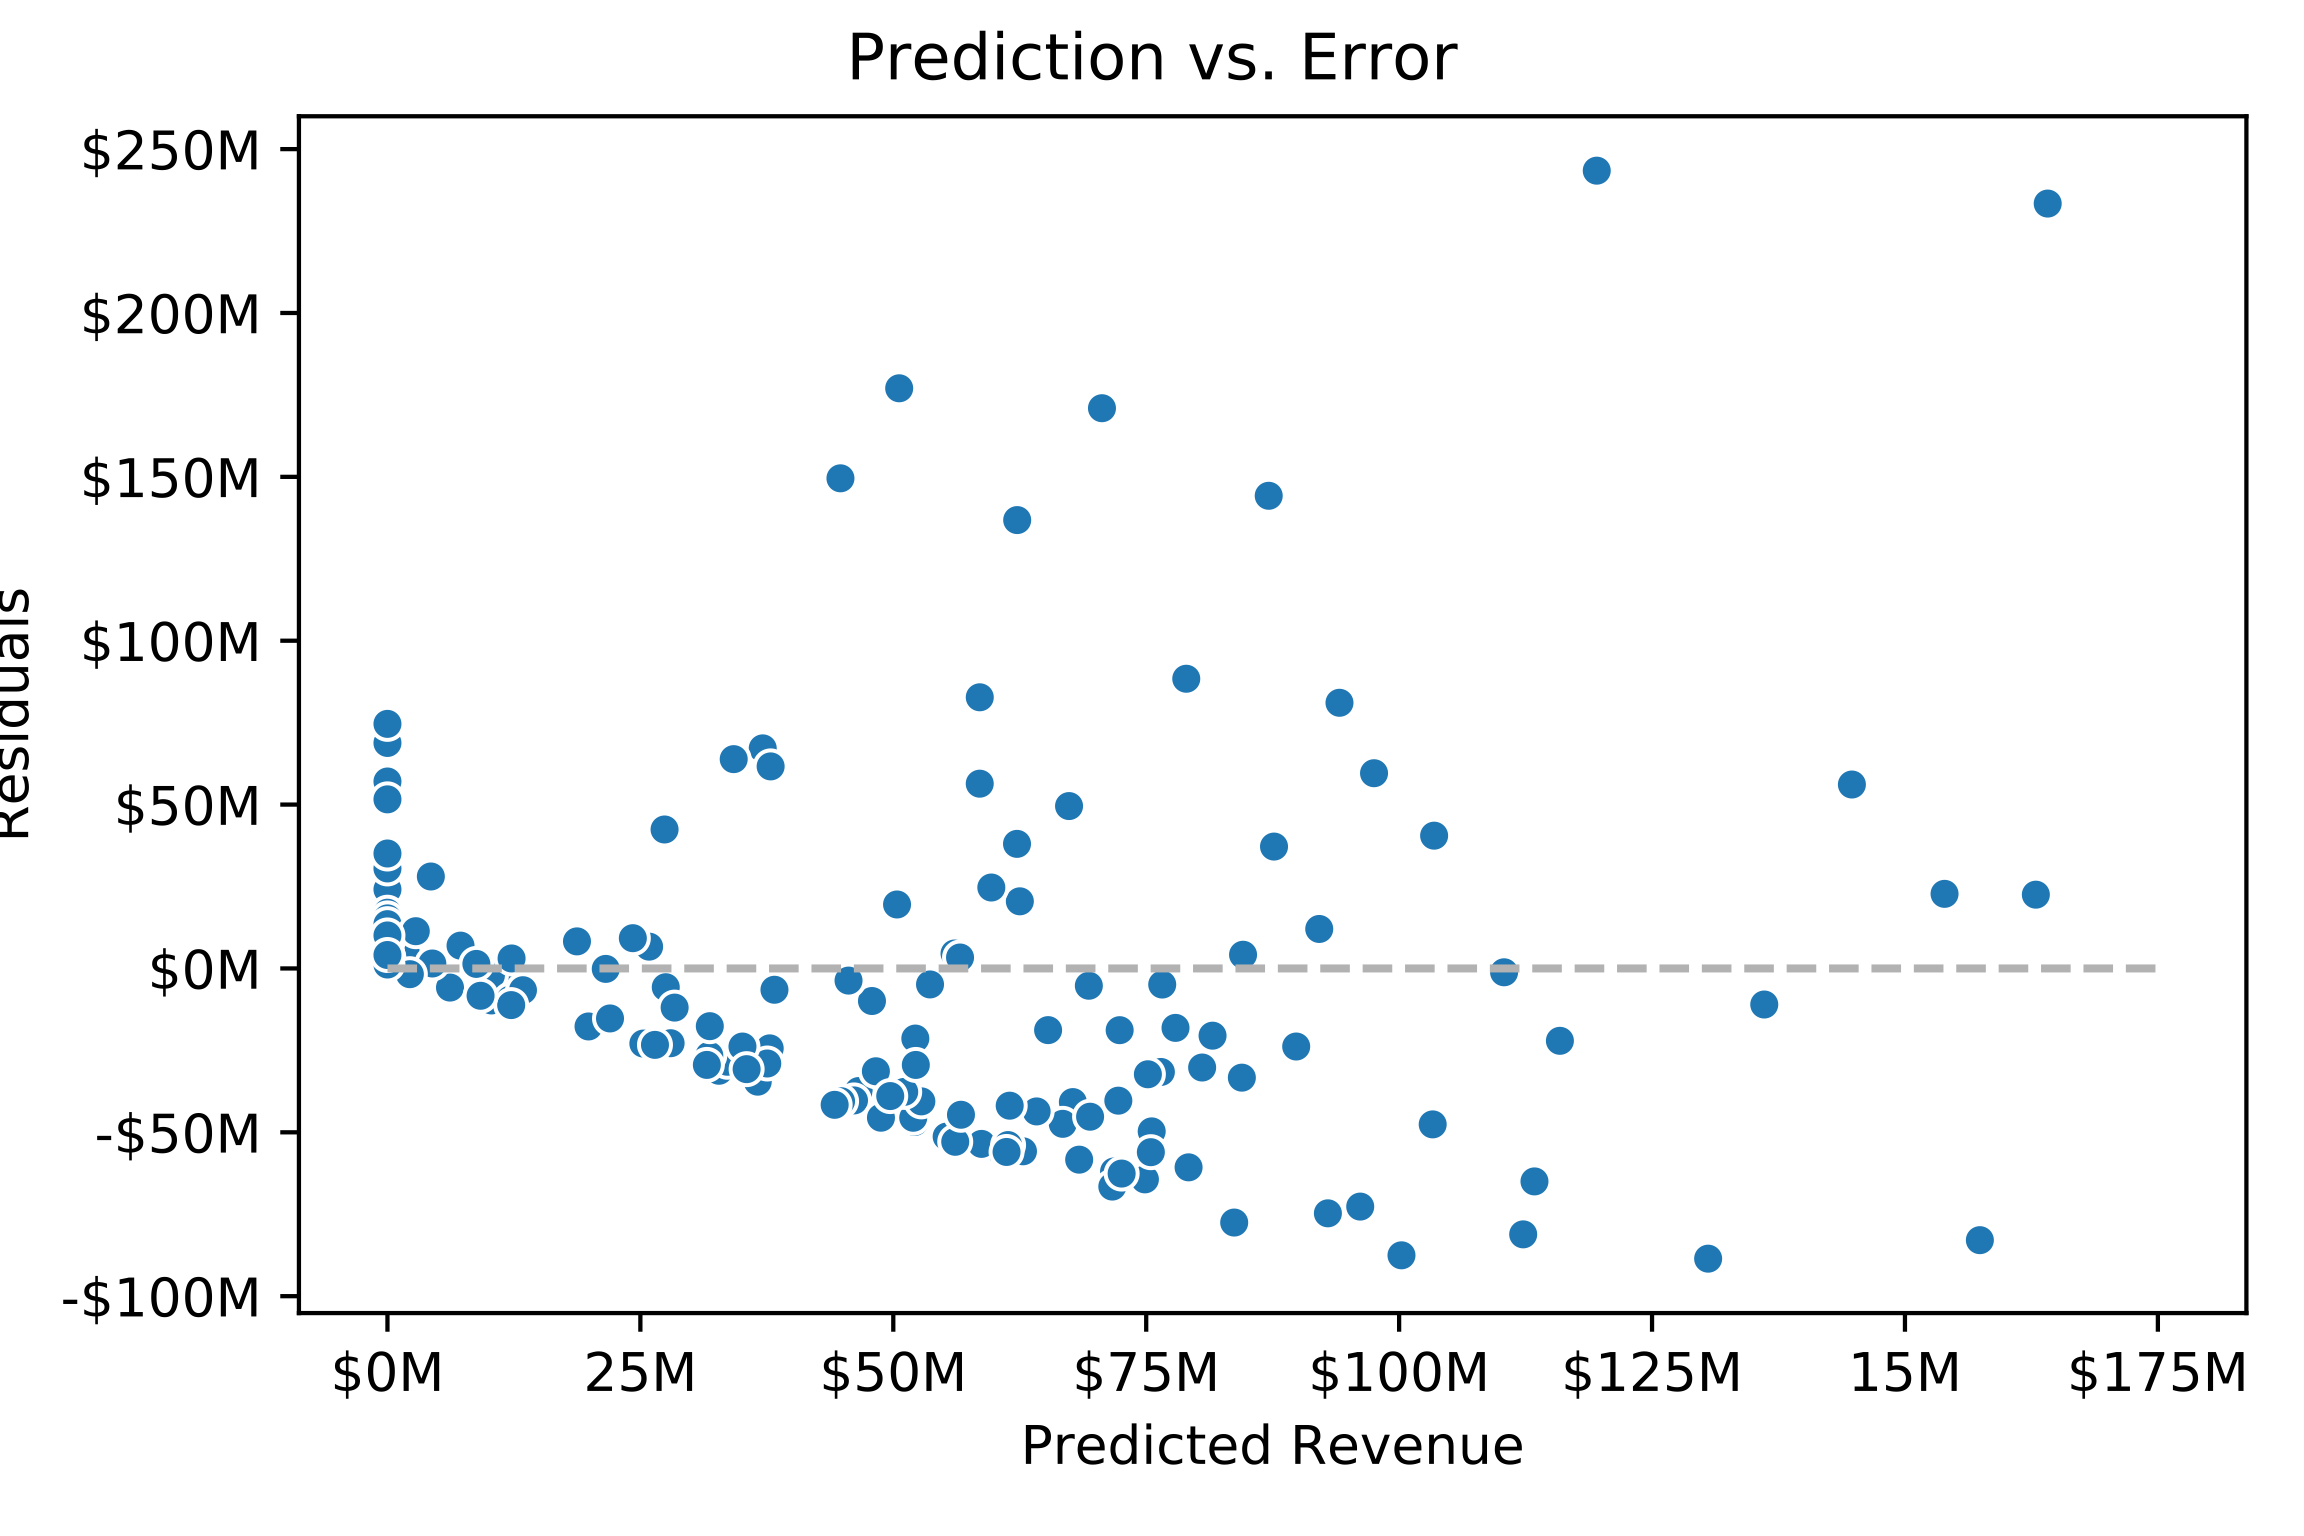 Prediction vs. Error
$250M
$200M
$150M
$100M
$50M
$0M
-$50M
-$100M
Residuals
$0M 25M $50M $75M $100M $125M 15M $175M
Predicted Revenue